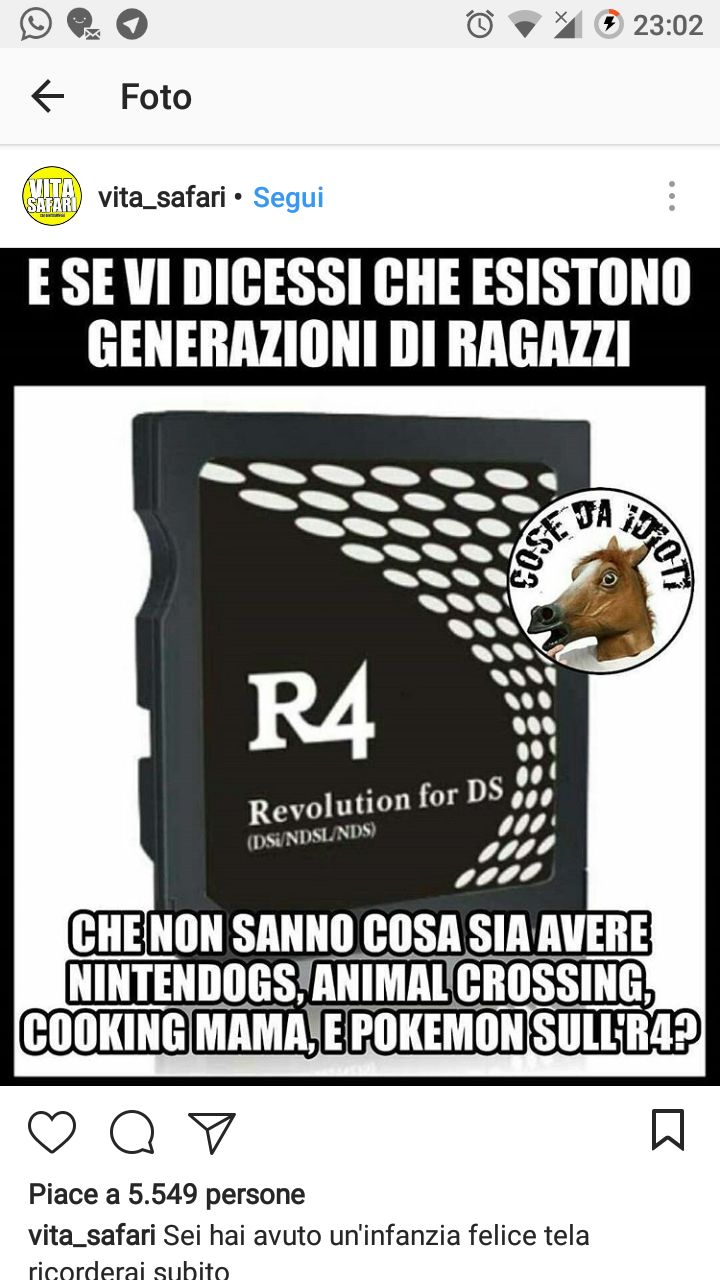 23:02
Foto
VITA
SAFARI
vita_safari • Segui
E SE VI DICESSI CHE ESISTONO
GENERAZIONI DI RAGAZZI
COSE DA IDIOTI
R4
Revolution for DS
(DSi/NDSL/NDS)
CHE NON SANNO COSA SIA AVERE
NINTENDOGS, ANIMAL CROSSING,
COOKING MAMA, E POKEMON SULL'R4?
Piace a 5.549 persone
vita_safari Sei hai avuto un'infanzia felice tela
ricorderai subito